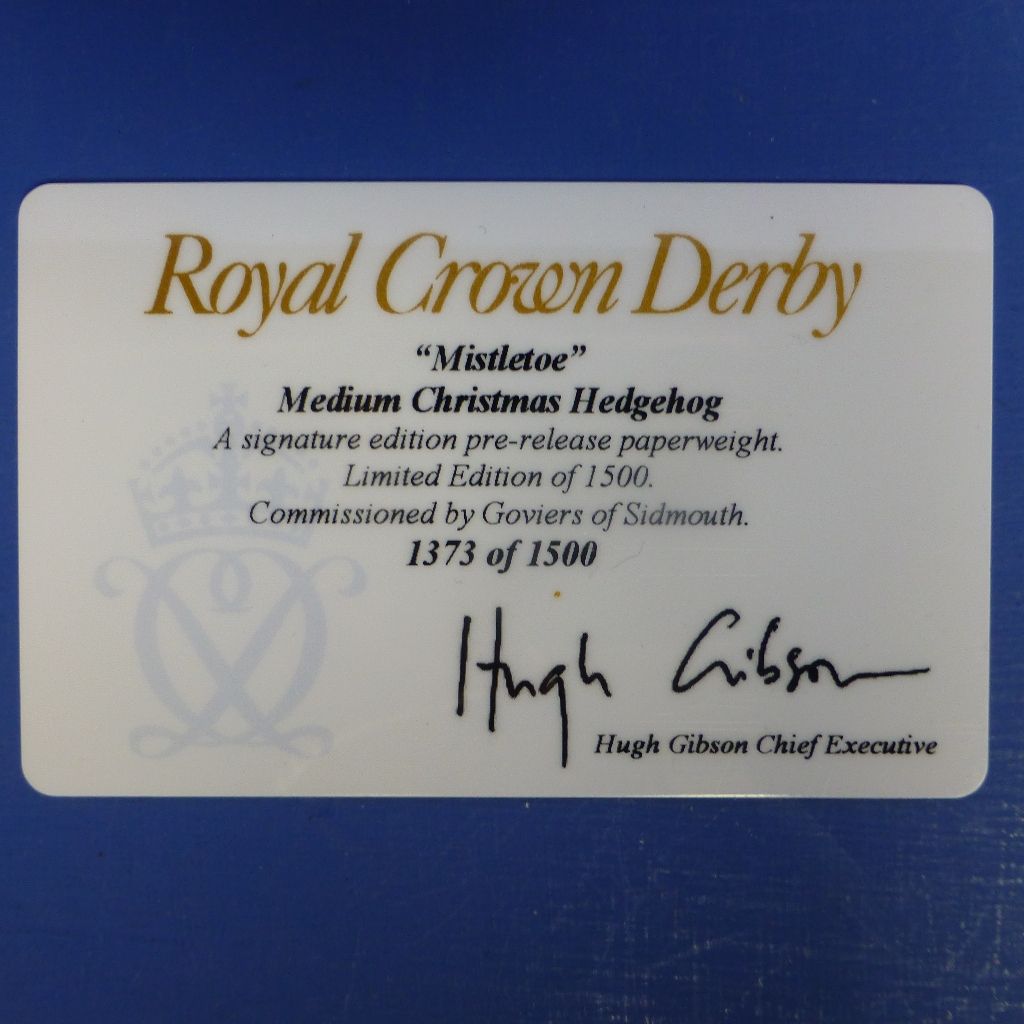 Royal Crown Derby
“Mistletoe”
Medium Christmas Hedgehog
A signature edition pre-release paperweight.
Limited Edition of 1500.
Commissioned by Goviers of Sidmouth.
1373 of 1500
Hugh Gibson
Hugh Gibson Chief Executive